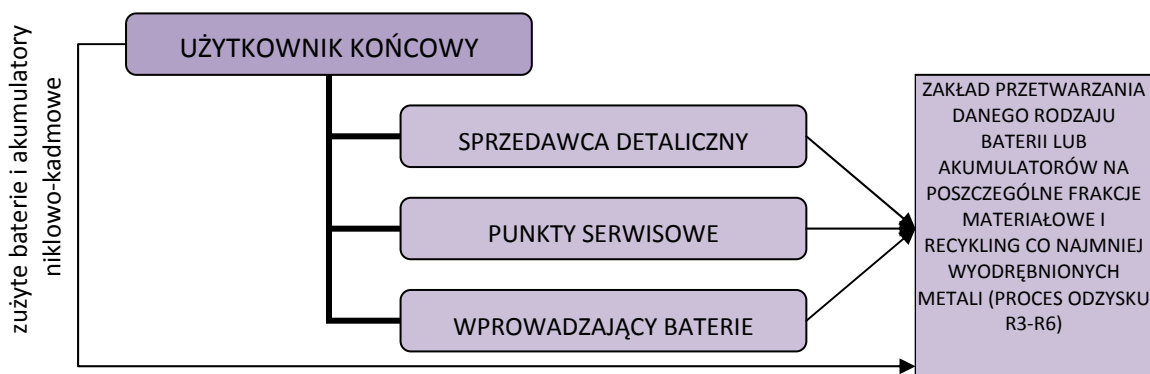 zużyte baterie i akumulatory
niklowo-kadmowe
UŻYTKOWNIK KOŃCOWY
SPRZEDAWCA DETALICZNY
PUNKTY SERWISOWE
WPROWADZAJĄCY BATERIE
ZAKŁAD PRZETWARZANIA
DANEGO RODZAJU
BATERII LUB
AKUMULATORÓW NA
POSZCZEGÓLNE FRAKCJE
MATERIAŁOWE I
RECYKLING CO NAJMNIEJ
WYODRĘBNIONYCH
METALI (PROCES ODZYSKU
R3-R6)